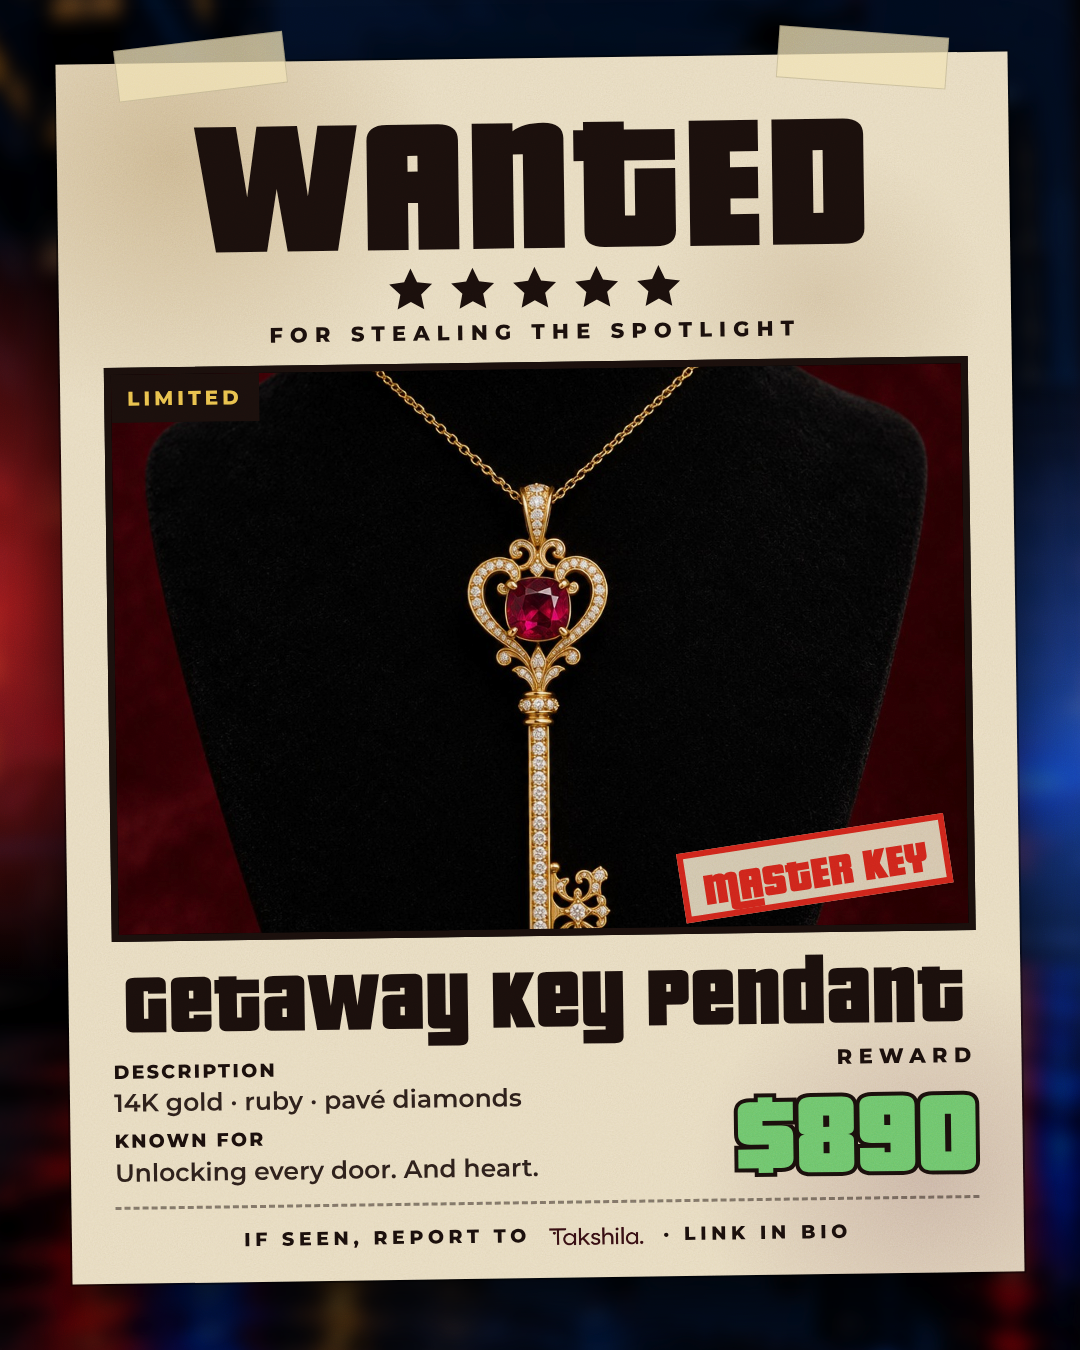 WANTED
FOR STEALING THE SPOTLIGHT
LIMITED
MASTER KEY
Getaway Key Pendant
DESCRIPTION
14K gold · ruby · pavé diamonds
KNOWN FOR
Unlocking every door. And heart.
REWARD
$890
IF SEEN, REPORT TO Takshila. · LINK IN BIO